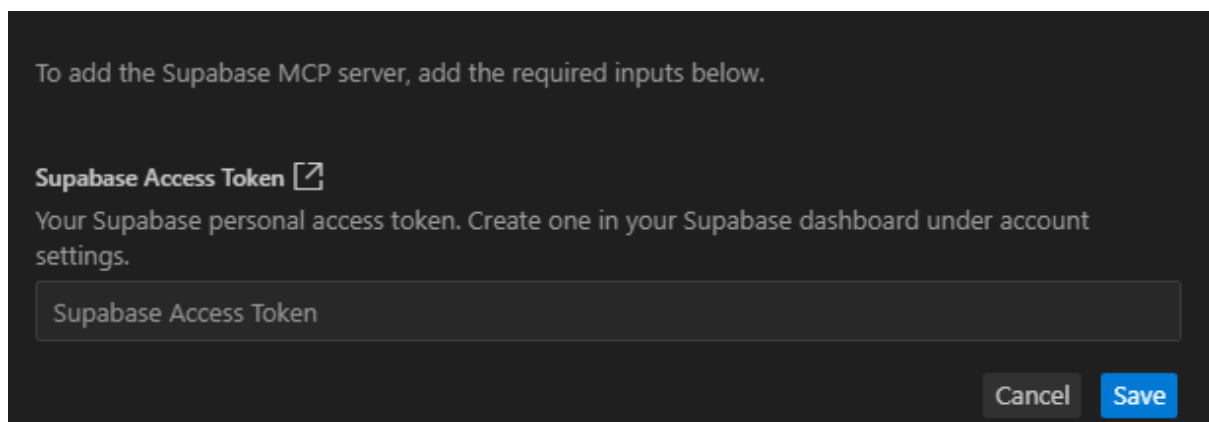 To add the Supabase MCP server, add the required inputs below.
Supabase Access Token
Your Supabase personal access token. Create one in your Supabase dashboard under account
settings.
Supabase Access Token
Cancel Save